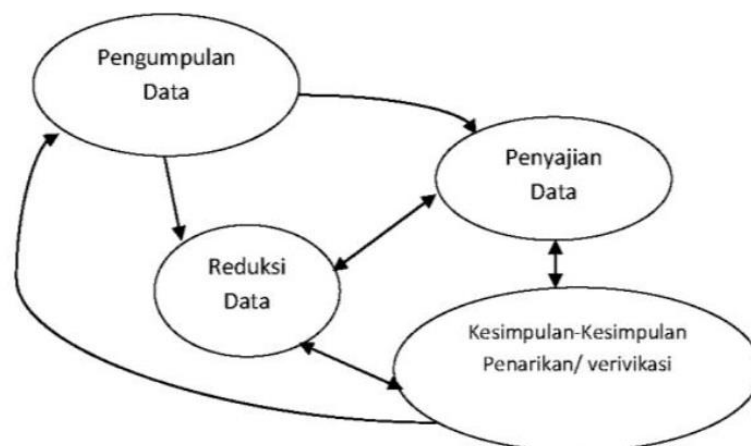 Pengumpulan
Data
Penyajian
Data
Reduksi
Data
Kesimpulan-Kesimpulan
Penarikan/ verivikasi